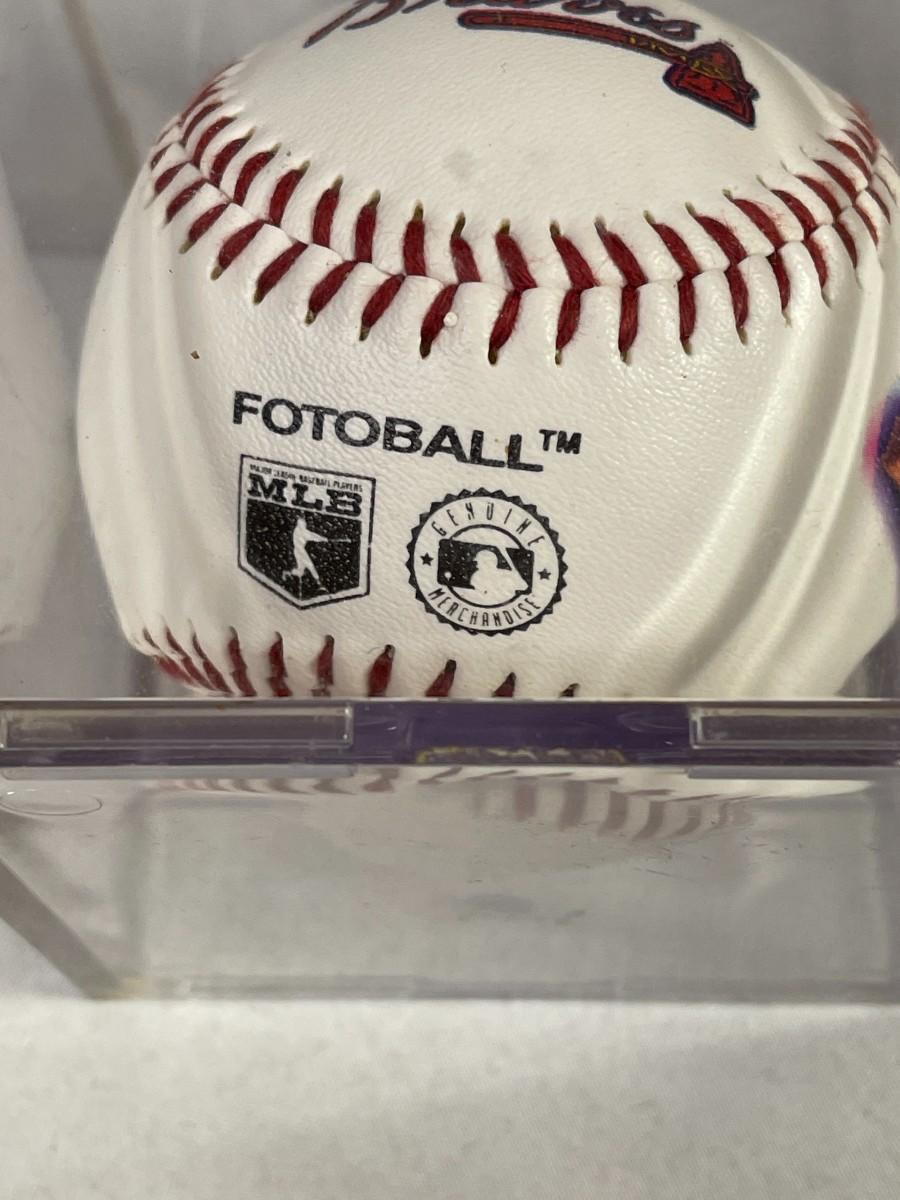 Braves
FOTOBALL™
MAJOR LEAGUE BASEBALL PLAYERS
MLB
GENUINE
MERCHANDISE